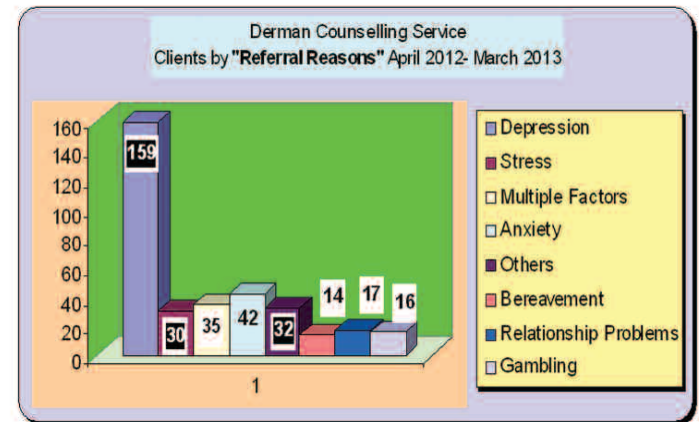 Derman Counselling Service
Clients by "Referral Reasons" April 2012- March 2013
160
140
120
100
80
60
40
20
0
159
30
35
42
32
14
17
16
1
Depression
Stress
Multiple Factors
Anxiety
Others
Bereavement
Relationship Problems
Gambling